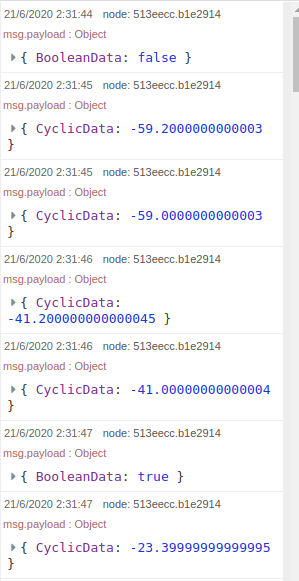 21/6/2020 2:31:44 node: 513eecc.b1e2914
msg.payload : Object
{ BooleanData: false }
21/6/2020 2:31:45 node: 513eecc.b1e2914
msg.payload : Object
{ CyclicData: -59.2000000000003
}
21/6/2020 2:31:45 node: 513eecc.b1e2914
msg.payload : Object
{ CyclicData: -59.0000000000003
}
21/6/2020 2:31:46 node: 513eecc.b1e2914
msg.payload : Object
{ CyclicData:
-41.200000000000045 }
21/6/2020 2:31:46 node: 513eecc.b1e2914
msg.payload : Object
{ CyclicData: -41.00000000000004
}
21/6/2020 2:31:47 node: 513eecc.b1e2914
msg.payload : Object
{ BooleanData: true }
21/6/2020 2:31:47 node: 513eecc.b1e2914
msg.payload : Object
{ CyclicData: -23.39999999999995
}